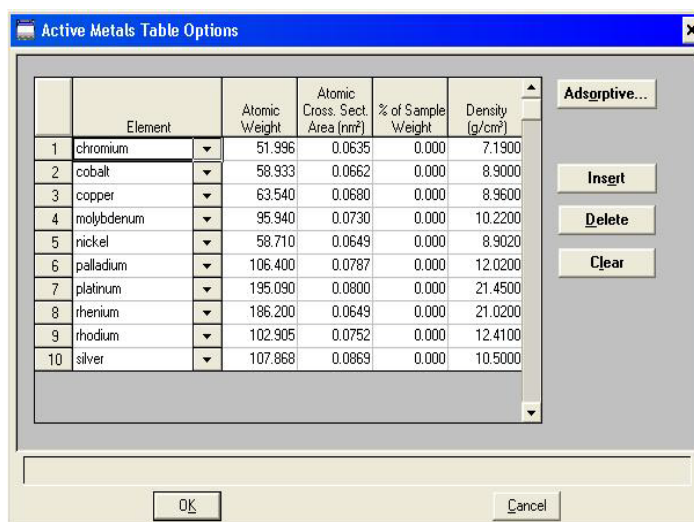 Active Metals Table Options
Element
Atomic Weight
Atomic Cross. Sect. Area (nm²)
% of Sample Weight
Density (g/cm³)
1 chromium 51.996 0.0635 0.000 7.1900
2 cobalt 58.933 0.0662 0.000 8.9000
3 copper 63.540 0.0680 0.000 8.9600
4 molybdenum 95.940 0.0730 0.000 10.2200
5 nickel 58.710 0.0649 0.000 8.9020
6 palladium 106.400 0.0787 0.000 12.0200
7 platinum 195.090 0.0800 0.000 21.4500
8 rhenium 186.200 0.0649 0.000 21.0200
9 rhodium 102.905 0.0752 0.000 12.4100
10 silver 107.868 0.0869 0.000 10.5000
Adsorptive...
Insert
Delete
Clear
OK
Cancel